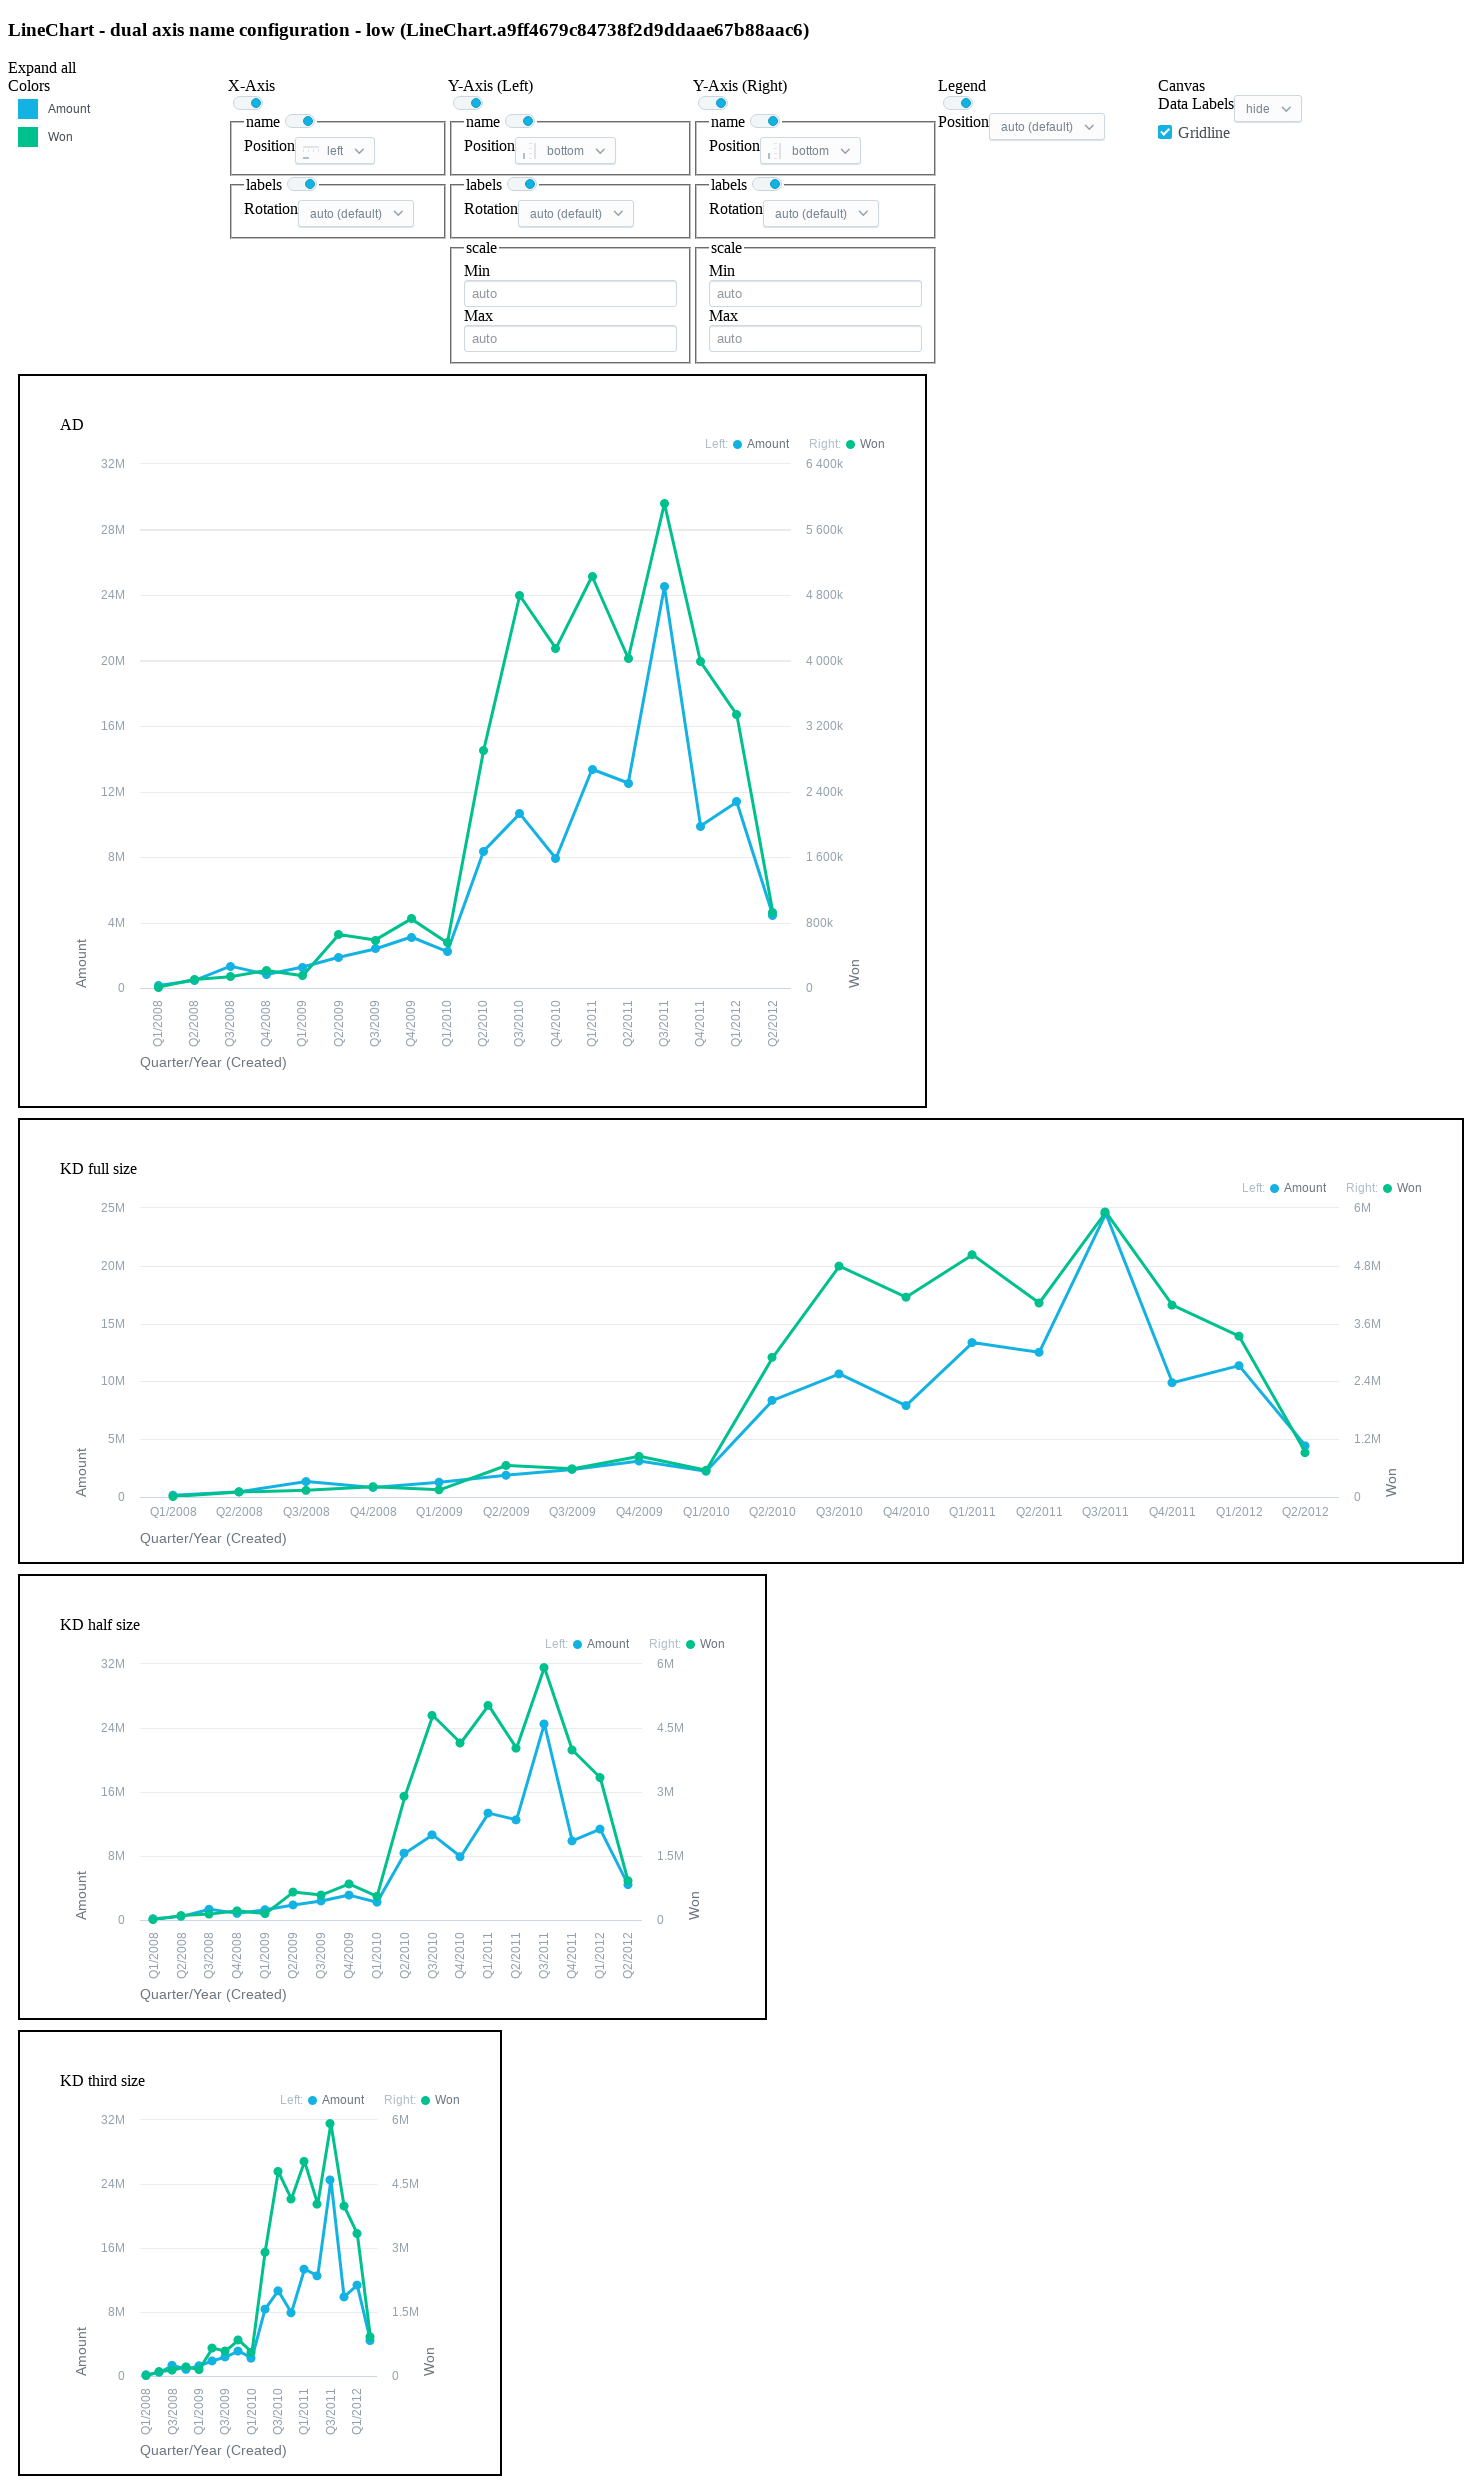 LineChart - dual axis name configuration - low (LineChart.a9ff4679c84738f2d9ddaae67b88aac6)
Expand all
Colors
Amount
Won
X-Axis
name
Position left
labels
Rotation auto (default)
Y-Axis (Left)
name
Position bottom
labels
Rotation auto (default)
scale
Min
auto
Max
auto
Y-Axis (Right)
name
Position bottom
labels
Rotation auto (default)
scale
Min
auto
Max
auto
Legend
Position auto (default)
Canvas
Data Labels hide
Gridline
AD
Left: Amount Right: Won
32M 6 400k
28M 5 600k
24M 4 800k
20M 4 000k
16M 3 200k
12M 2 400k
8M 1 600k
4M 800k
0 0
Amount
Won
Q1/2008 Q2/2008 Q3/2008 Q4/2008 Q1/2009 Q2/2009 Q3/2009 Q4/2009 Q1/2010 Q2/2010 Q3/2010 Q4/2010 Q1/2011 Q2/2011 Q3/2011 Q4/2011 Q1/2012 Q2/2012
Quarter/Year (Created)
KD full size
Left: Amount Right: Won
25M 6M
20M 4.8M
15M 3.6M
10M 2.4M
5M 1.2M
0 0
Amount
Won
Q1/2008 Q2/2008 Q3/2008 Q4/2008 Q1/2009 Q2/2009 Q3/2009 Q4/2009 Q1/2010 Q2/2010 Q3/2010 Q4/2010 Q1/2011 Q2/2011 Q3/2011 Q4/2011 Q1/2012 Q2/2012
Quarter/Year (Created)
KD half size
Left: Amount Right: Won
32M 6M
24M 4.5M
16M 3M
8M 1.5M
0 0
Amount
Won
Q1/2008 Q2/2008 Q3/2008 Q4/2008 Q1/2009 Q2/2009 Q3/2009 Q4/2009 Q1/2010 Q2/2010 Q3/2010 Q4/2010 Q1/2011 Q2/2011 Q3/2011 Q4/2011 Q1/2012 Q2/2012
Quarter/Year (Created)
KD third size
Left: Amount Right: Won
32M 6M
24M 4.5M
16M 3M
8M 1.5M
0 0
Amount
Won
Q1/2008 Q3/2008 Q1/2009 Q3/2009 Q1/2010 Q3/2010 Q1/2011 Q3/2011 Q1/2012
Quarter/Year (Created)